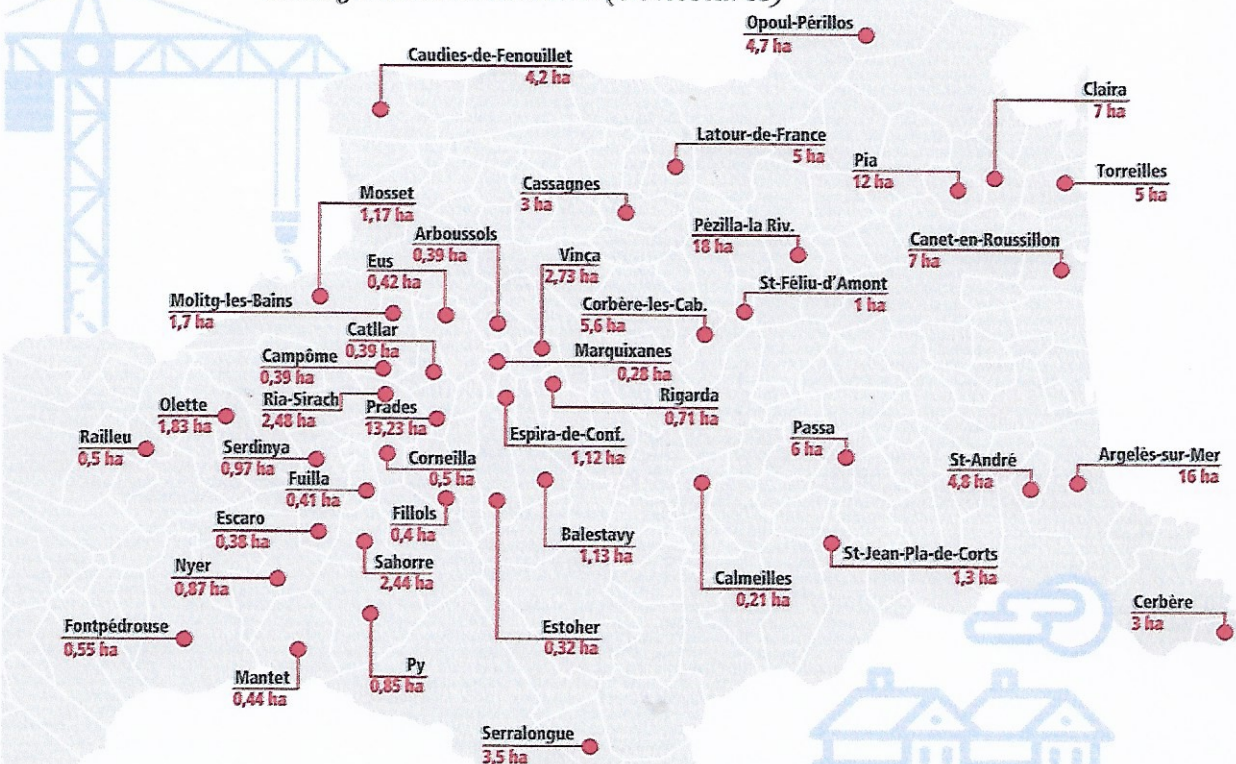 Opoul-Périllos
4,7 ha
Caudies-de-Fenouillet
4,2 ha
Claira
7 ha
Latour-de-France
5 ha
Pia
12 ha
Torreilles
5 ha
Cassagnes
3 ha
Mosset
1,17 ha
Arboussols
0,39 ha
Pézilla-la Riv.
18 ha
Canet-en-Roussillon
7 ha
Eus
0,42 ha
Vinça
2,73 ha
St-Féliu-d'Amont
1 ha
Molitg-les-Bains
1,7 ha
Corbère-les-Cab.
5,6 ha
Catllar
0,39 ha
Campôme
0,39 ha
Marquixanes
0,28 ha
Ria-Sirach
2,48 ha
Prades
13,23 ha
Rigarda
0,71 ha
Olette
1,83 ha
Railleu
0,5 ha
Serdinya
0,97 ha
Corneilla
0,5 ha
Espira-de-Conf.
1,12 ha
Passa
6 ha
St-André
4,8 ha
Argelès-sur-Mer
16 ha
Fuilla
0,41 ha
Fillols
0,4 ha
Escaro
0,38 ha
Balestavy
1,13 ha
Sahorre
2,44 ha
St-Jean-Pla-de-Corts
1,3 ha
Nyer
0,87 ha
Calmeilles
0,21 ha
Cerbère
3 ha
Fontpédrouse
0,55 ha
Estoher
0,32 ha
Mantet
0,44 ha
Py
0,85 ha
Serralongue
3,5 ha